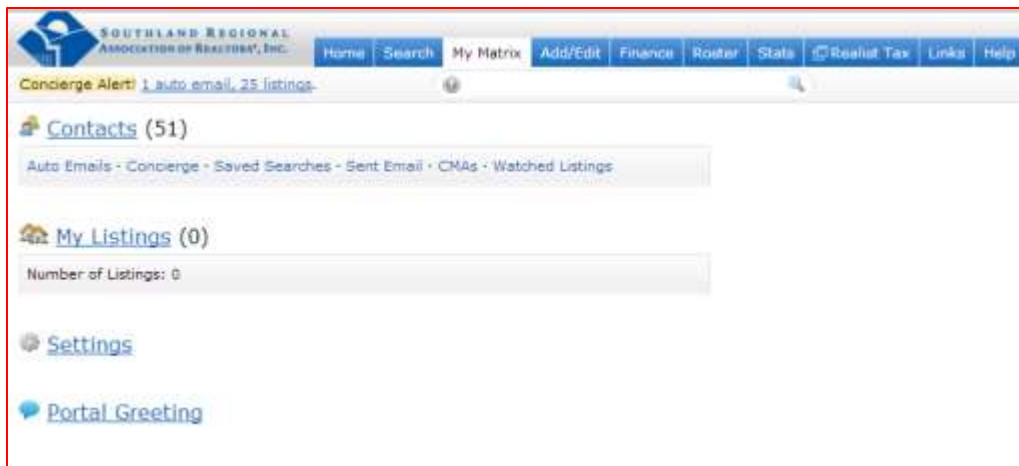 SOUTHLAND REGIONAL
ASSOCIATION OF REALTORS®, INC.
Home Search My Matrix Add/Edit Finance Roster Stats Realist Tax Links Help
Concierge Alert! 1 auto email, 25 listings.
Contacts (51)
Auto Emails - Concierge - Saved Searches - Sent Email - CMAs - Watched Listings
My Listings (0)
Number of Listings: 0
Settings
Portal Greeting